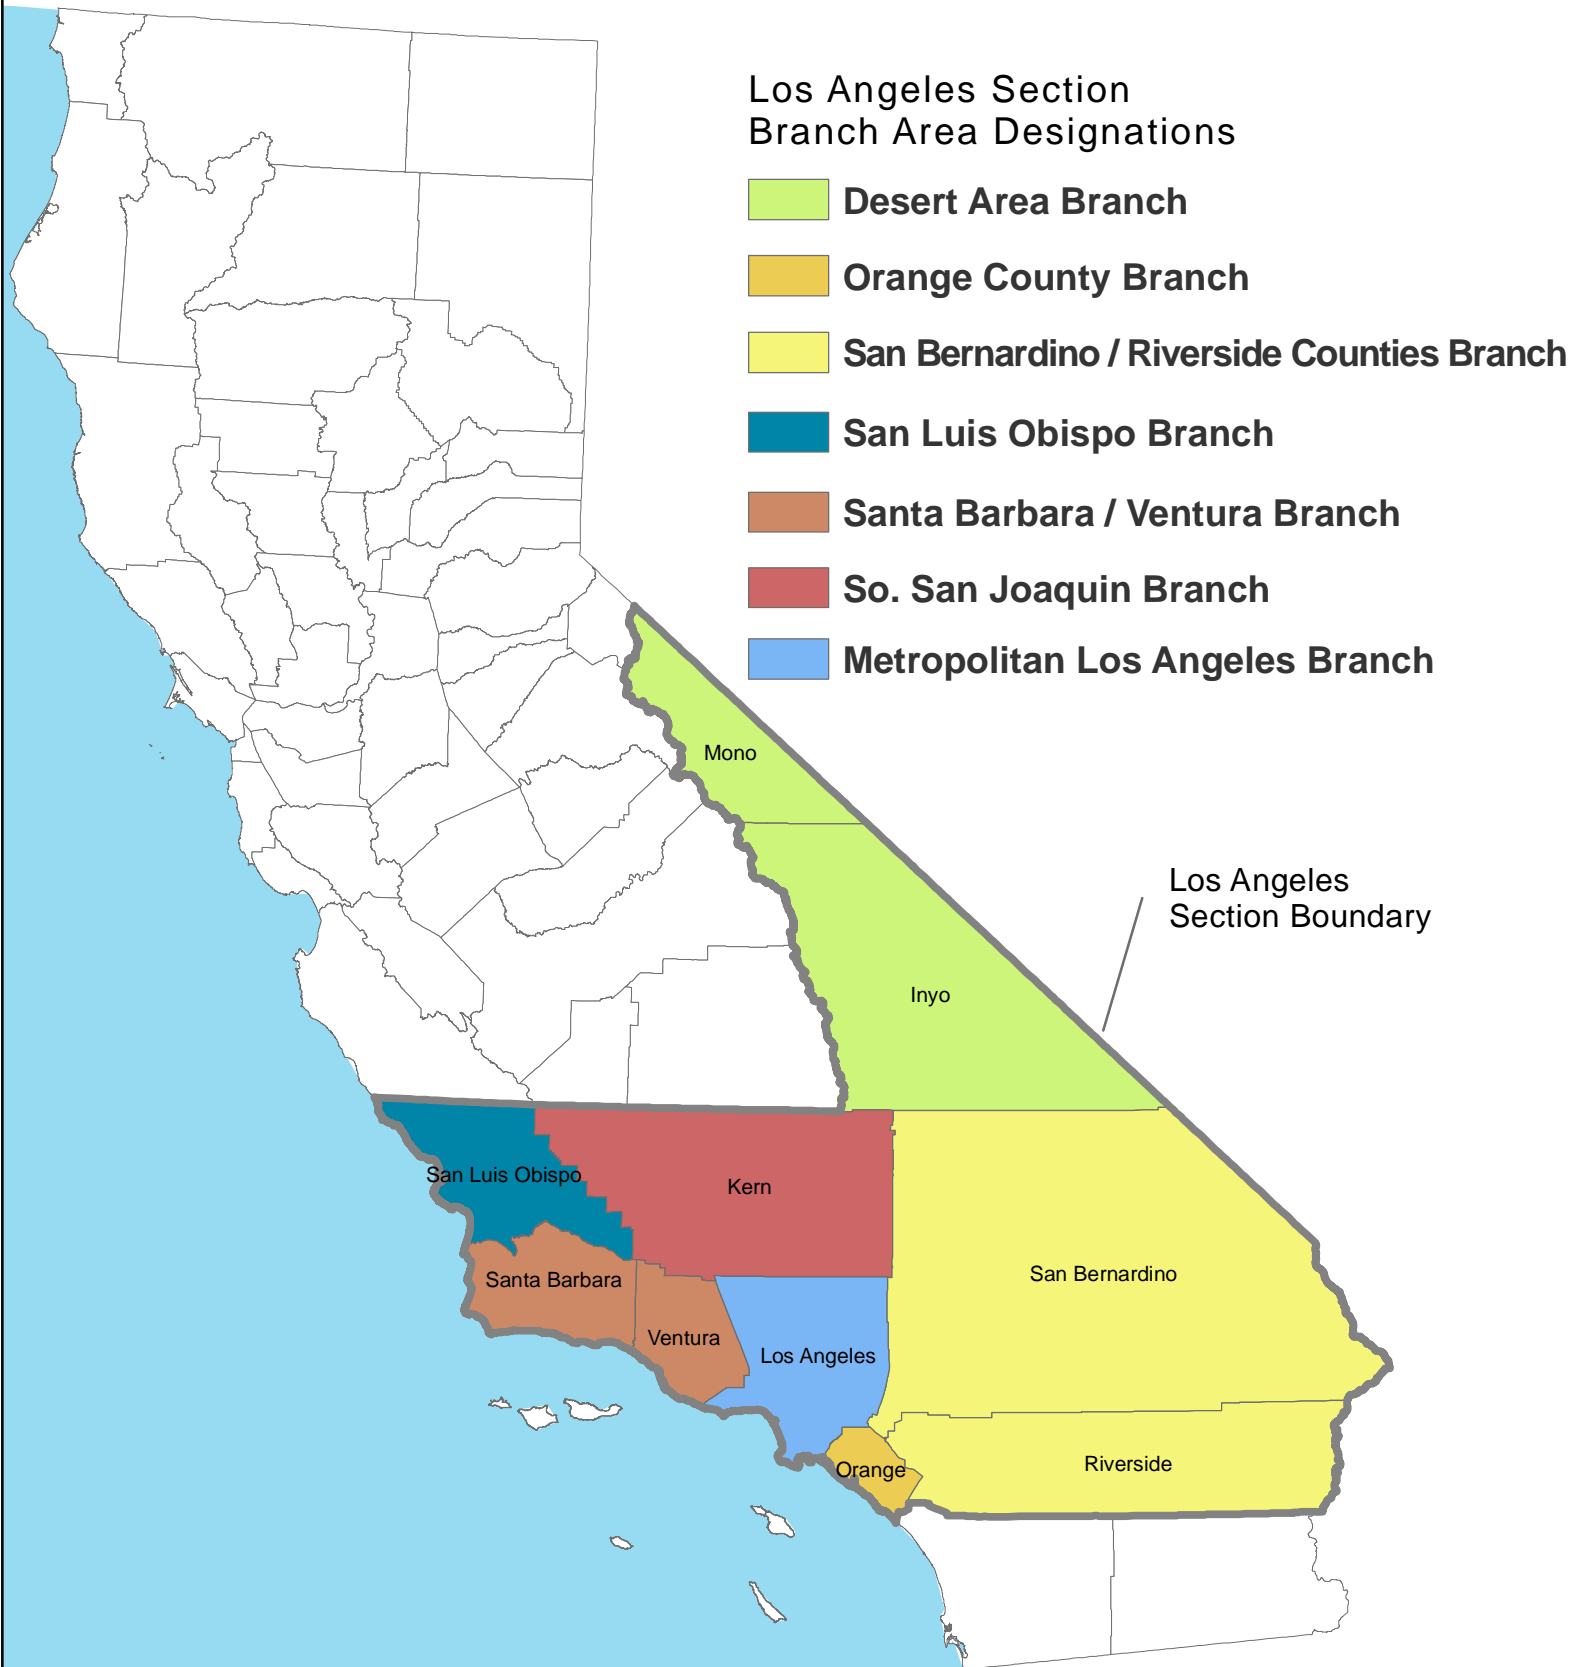 Los Angeles Section
Branch Area Designations
Desert Area Branch
Orange County Branch
San Bernardino / Riverside Counties Branch
San Luis Obispo Branch
Santa Barbara / Ventura Branch
So. San Joaquin Branch
Metropolitan Los Angeles Branch
Mono
Los Angeles
Section Boundary
Inyo
San Luis Obispo
Kern
San Bernardino
Santa Barbara
Ventura
Los Angeles
Riverside
Orange